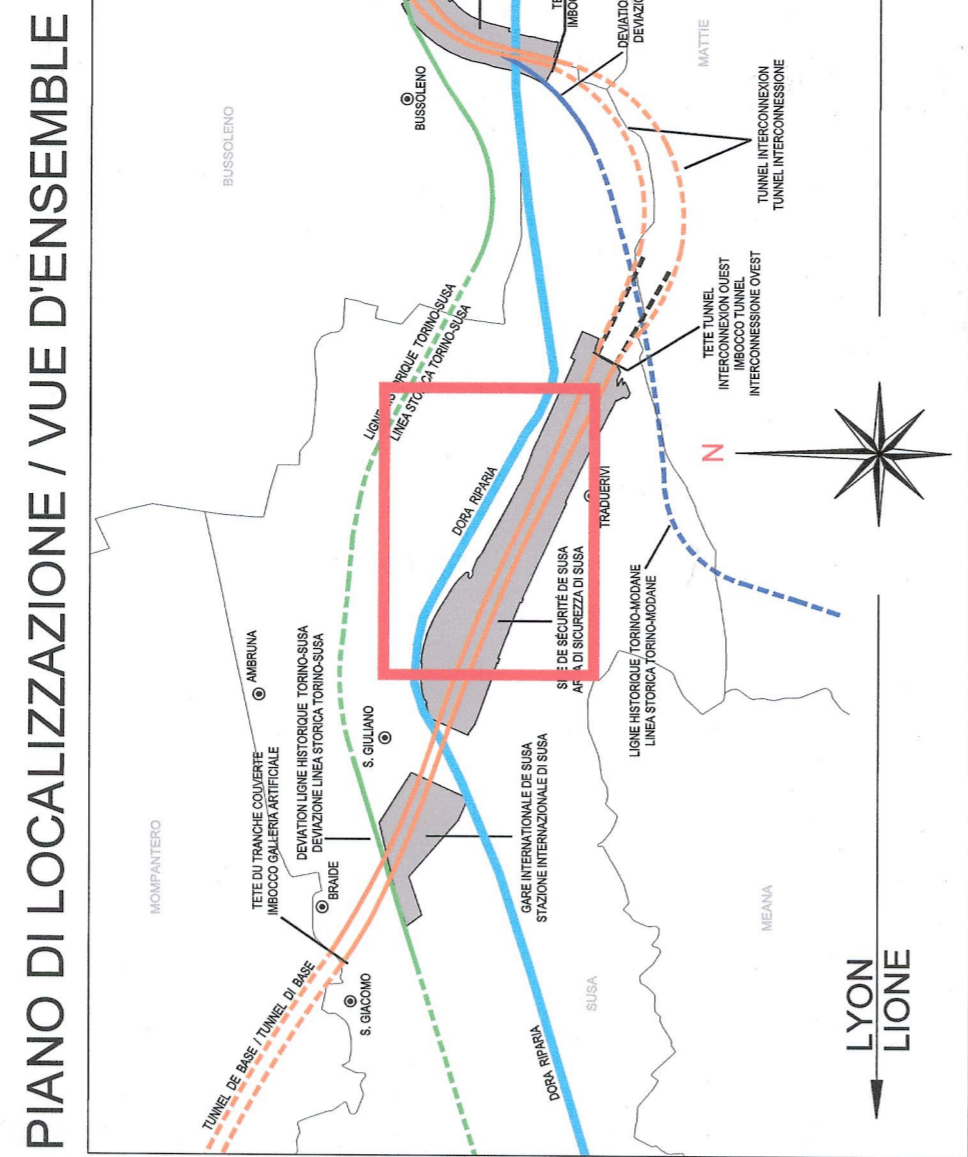 PIANO DI LOCALIZZAZIONE / VUE D'ENSEMBLE
MOMPANTERO
BUSSOLENO
TUNNEL DE BASE / TUNNEL DI BASE
S. GIACOMO
TETE DU TRANCHE COUVERTE
IMBOCCO GALLERIA ARTIFICIALE
BRAIDE
AMBRUNA
DEVIATION LIGNE HISTORIQUE TORINO-SUSA
DEVIAZIONE LINEA STORICA TORINO-SUSA
S. GIULIANO
LIGNE HISTORIQUE TORINO-SUSA
LINEA STORICA TORINO-SUSA
BUSSOLENO
DORA RIPARIA
DORA RIPARIA
GARE INTERNATIONALE DE SUSA
STAZIONE INTERNAZIONALE DI SUSA
SITE DE SÉCURITÉ DE SUSA
AREA DI SICUREZZA DI SUSA
TRADUERIVI
SUSA
LIGNE HISTORIQUE TORINO-MODANE
LINEA STORICA TORINO-MODANE
TETE TUNNEL
INTERCONNEXION OUEST
IMBOCCO TUNNEL
INTERCONNESSIONE OVEST
TUNNEL INTERCONNEXION
TUNNEL INTERCONNESSIONE
MATTIE
MEANA
N
LYON
LIONE